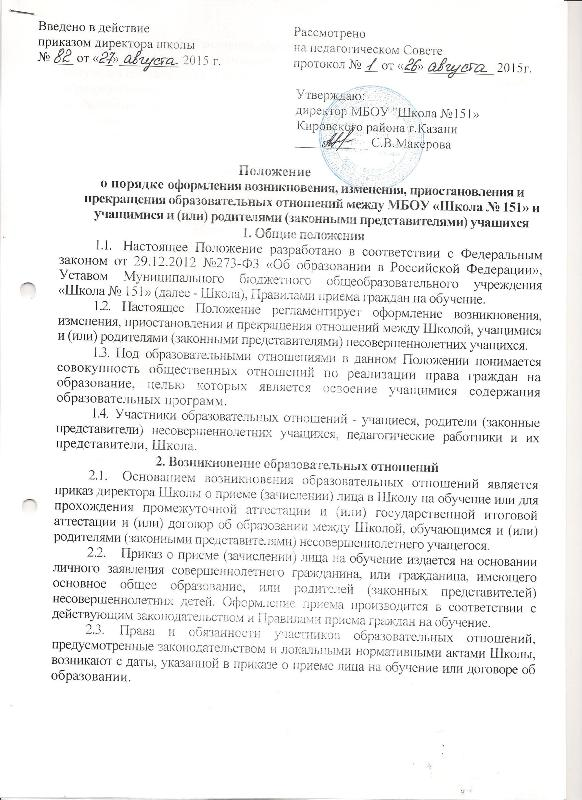 Введено в действие
приказом директора школы
№ 82 от «27» августа 2015 г.
Рассмотрено
на педагогическом Совете
протокол № 1 от «26» августа 2015г.
Утверждаю:
директор МБОУ "Школа №151»
Кировского района г.Казани
С.В.Макерова
Положение
о порядке оформления возникновения, изменения, приостановления и
прекращения образовательных отношений между МБОУ «Школа № 151» и
учащимися и (или) родителями (законными представителями) учащихся
1. Общие положения
1.1. Настоящее Положение разработано в соответствии с Федеральным
законом от 29.12.2012 №273-ФЗ «Об образовании в Российской Федерации»,
Уставом Муниципального бюджетного общеобразовательного учреждения
«Школа № 151» (далее - Школа), Правилами приема граждан на обучение.
1.2. Настоящее Положение регламентирует оформление возникновения,
изменения, приостановления и прекращения отношений между Школой, учащимися
и (или) родителями (законными представителями) несовершеннолетних учащихся.
1.3. Под образовательными отношениями в данном Положении понимается
совокупность общественных отношений по реализации права граждан на
образование, целью которых является освоение учащимися содержания
образовательных программ.
1.4. Участники образовательных отношений - учащиеся, родители (законные
представители) несовершеннолетних учащихся, педагогические работники и их
представители, Школа.
2. Возникновение образовательных отношений
2.1. Основанием возникновения образовательных отношений является
приказ директора Школы о приеме (зачислении) лица в Школу на обучение или для
прохождения промежуточной аттестации и (или) государственной итоговой
аттестации и (или) договор об образовании между Школой, обучающимся и (или)
родителями (законными представителями) несовершеннолетнего учащегося.
2.2. Приказ о приеме (зачислении) лица на обучение издается на основании
личного заявления совершеннолетнего гражданина, или гражданина, имеющего
основное общее образование, или родителей (законных представителей)
несовершеннолетних детей. Оформление приема производится в соответствии с
действующим законодательством и Правилами приема граждан на обучение.
2.3. Права и обязанности участников образовательных отношений,
предусмотренные законодательством и локальными нормативными актами Школы,
возникают с даты, указанной в приказе о приеме лица на обучение или договоре об
образовании.